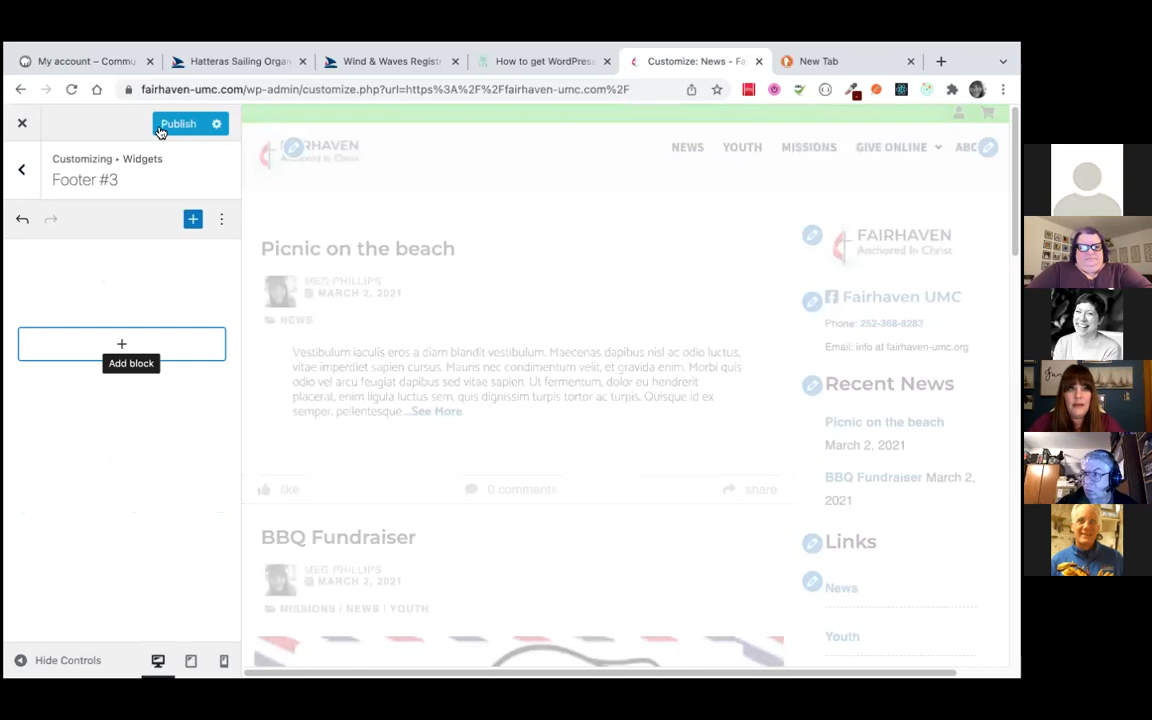 My account – Commu
Hatteras Sailing Organ
Wind & Waves Registr
How to get WordPress
Customize: News - Fa
New Tab
fairhaven-umc.com/wp-admin/customize.php?url=https%3A%2F%2Ffairhaven-umc.com%2F
Publish
Customizing ▸ Widgets
Footer #3
Add block
Hide Controls
Anchored In Christ
NEWS
YOUTH
MISSIONS
GIVE ONLINE
ABC
Picnic on the beach
MEG PHILLIPS
MARCH 2, 2021
NEWS
Vestibulum iaculis eros a diam blandit vestibulum. Maecenas dapibus nisl ac odio luctus,
vitae imperdiet sapien cursus. Mauris nec condimentum velit, et gravida enim. Morbi quis
odio vel arcu feugiat dapibus sed vitae sapien. Ut fermentum, dolor eu hendrerit
placerat, enim ligula luctus sem, quis dignissim turpis tortor ac turpis. Quisque id ex
semper, pellentesque...See More
like
0 comments
share
BBQ Fundraiser
MEG PHILLIPS
MARCH 2, 2021
MISSIONS | NEWS | YOUTH
FAIRHAVEN
Anchored In Christ
Fairhaven UMC
Phone: 252-368-8283
Email: info at fairhaven-umc.org
Recent News
Picnic on the beach
March 2, 2021
BBQ Fundraiser March 2,
2021
Links
News
Youth